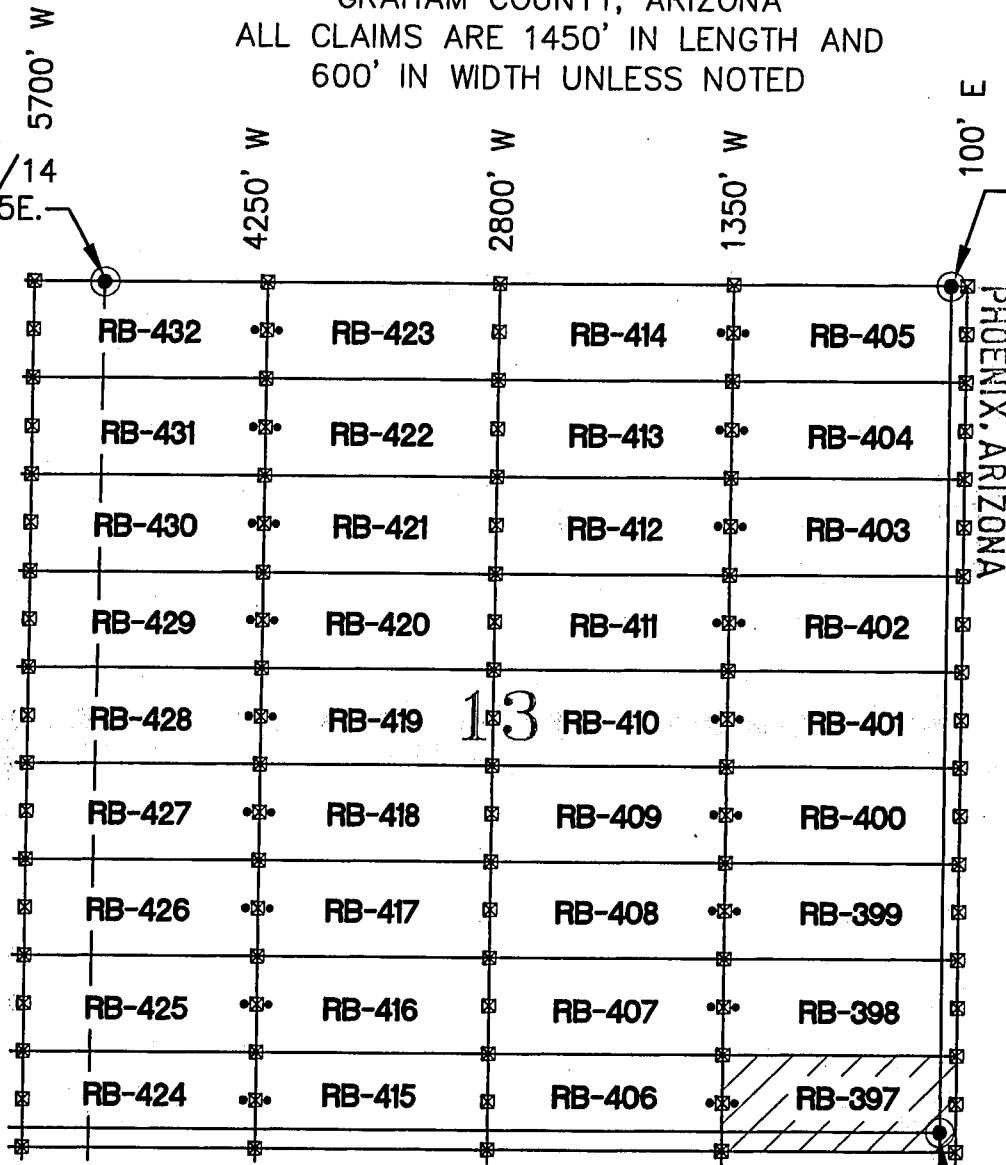 GRAHAM COUNTY, ARIZONA
ALL CLAIMS ARE 1450' IN LENGTH AND
600' IN WIDTH UNLESS NOTED
5700' W
4250' W
2800' W
1350' W
100' E
/14
5E.
PHOENIX, ARIZONA
RB-432 RB-423 RB-414 RB-405
RB-431 RB-422 RB-413 RB-404
RB-430 RB-421 RB-412 RB-403
RB-429 RB-420 RB-411 RB-402
RB-428 RB-419 13 RB-410 RB-401
RB-427 RB-418 RB-409 RB-400
RB-426 RB-417 RB-408 RB-399
RB-425 RB-416 RB-407 RB-398
RB-424 RB-415 RB-406 RB-397